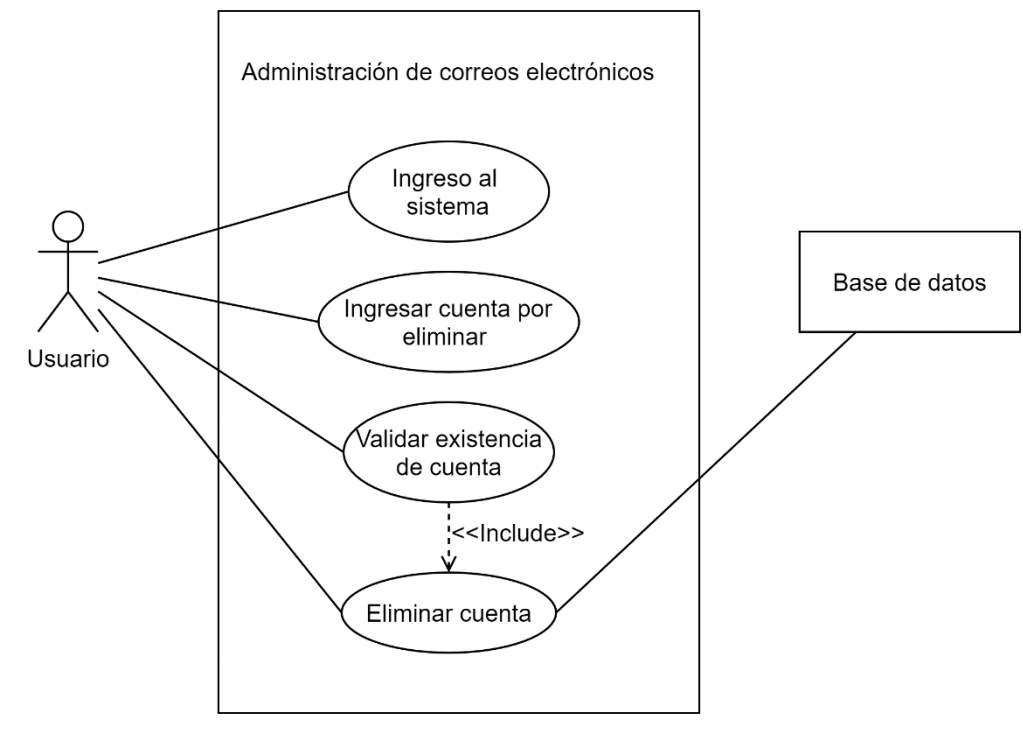 Administración de correos electrónicos
Ingreso al
sistema
Ingresar cuenta por
eliminar
Base de datos
Usuario
Validar existencia
de cuenta
<<Include>>
Eliminar cuenta